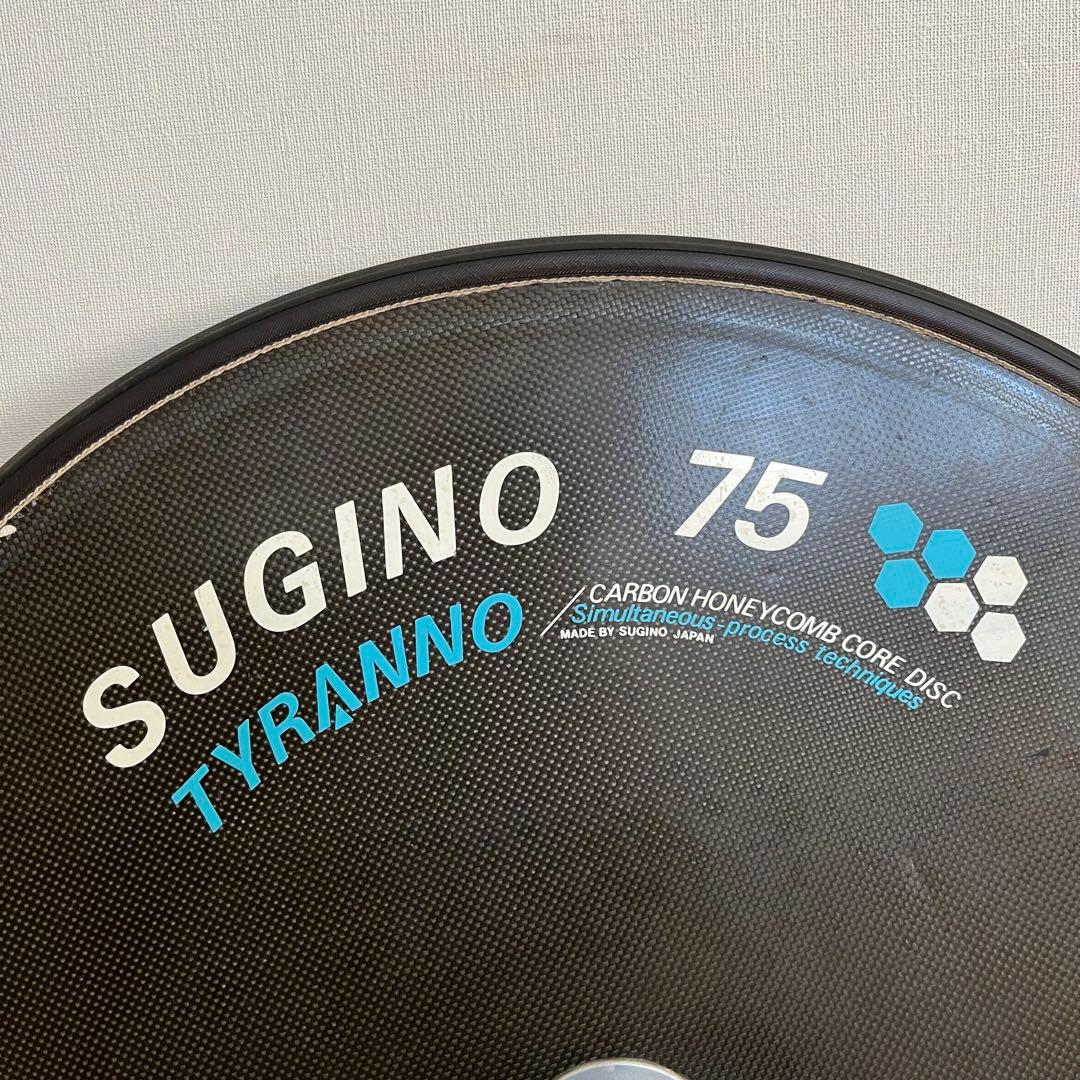 SUGINO 75
TYRANNO
CARBON HONEYCOMB CORE DISC
Simultaneous-process techniques
MADE BY SUGINO JAPAN